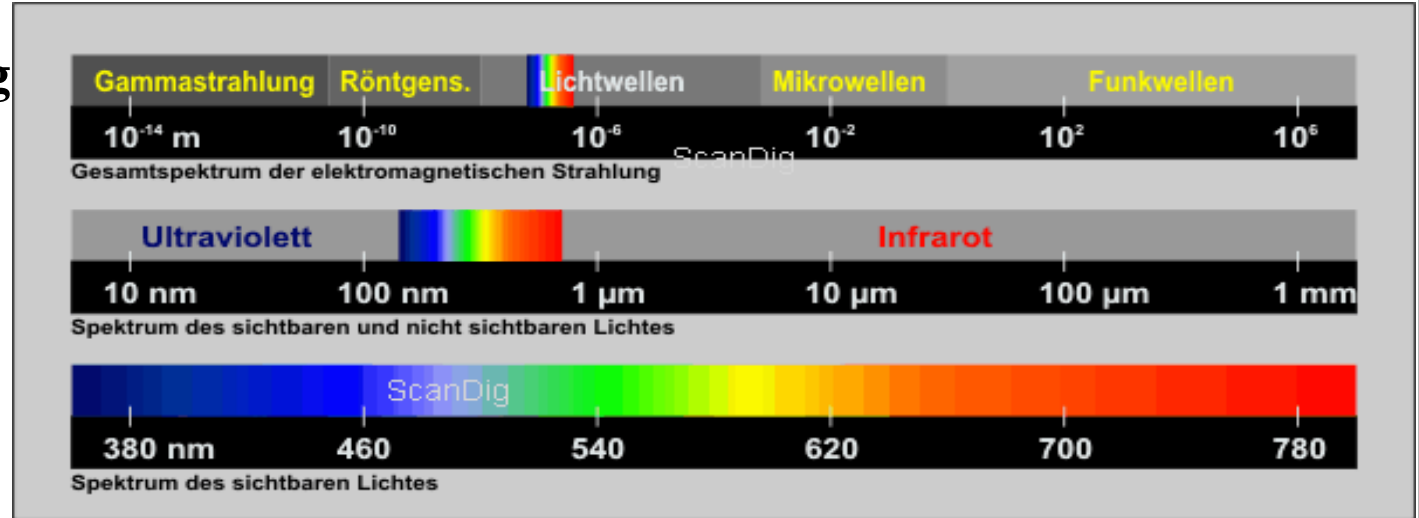 g
Gammastrahlung Röntgens. Lichtwellen Mikrowellen Funkwellen
10⁻¹⁴ m 10⁻¹⁰ 10⁻⁶ 10⁻² 10² 10⁶
ScanDig
Gesamtspektrum der elektromagnetischen Strahlung
Ultraviolett Infrarot
10 nm 100 nm 1 µm 10 µm 100 µm 1 mm
Spektrum des sichtbaren und nicht sichtbaren Lichtes
ScanDig
380 nm 460 540 620 700 780
Spektrum des sichtbaren Lichtes